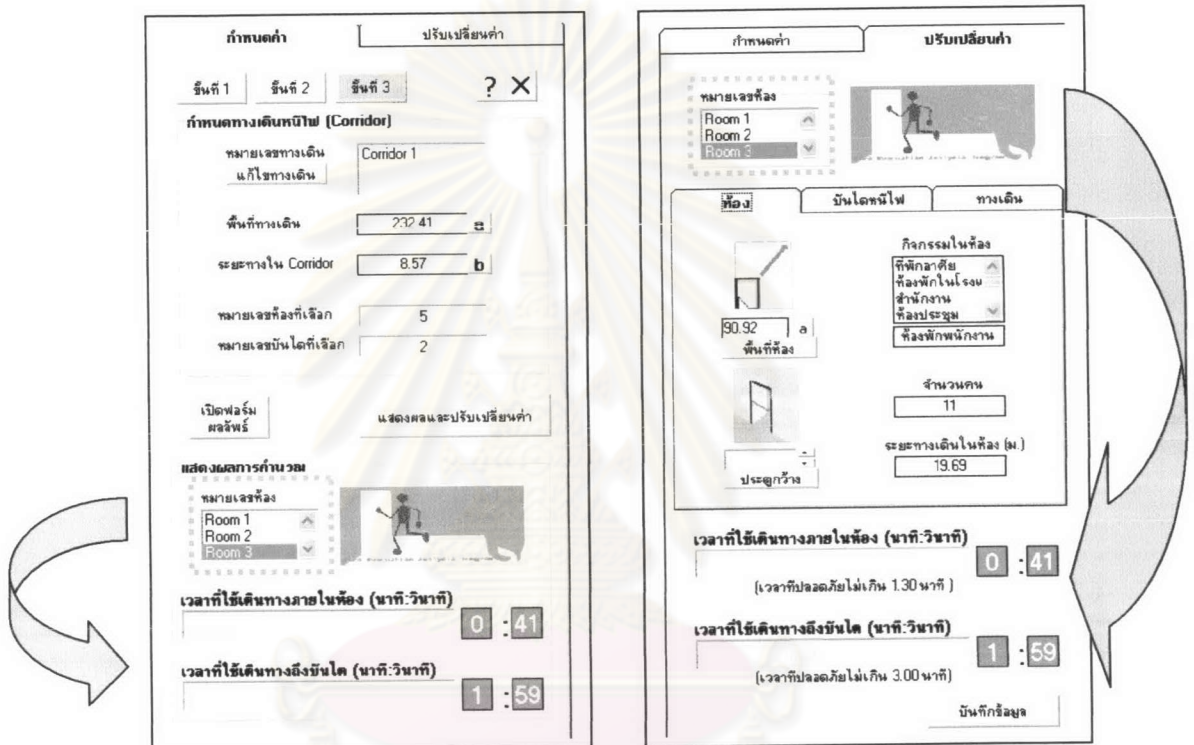 กำหนดค่า
ปรับเปลี่ยนค่า
ขั้นที่ 1
ขั้นที่ 2
ขั้นที่ 3
? X
กำหนดทางเดินหนีไฟ (Corridor)
หมายเลขทางเดิน
Corridor 1
แก้ไขทางเดิน
พื้นที่ทางเดิน
232.41
a
ระยะทางใน Corridor
8.57
b
หมายเลขห้องที่เลือก
5
หมายเลขบันไดที่เลือก
2
เปิดฟอร์ม
ผลลัพธ์
แสดงผลและปรับเปลี่ยนค่า
แสดงผลการคำนวณ
หมายเลขห้อง
Room 1
Room 2
Room 3
เวลาที่ใช้เดินทางภายในห้อง (นาที:วินาที)
0 : 41
เวลาที่ใช้เดินทางถึงบันได (นาที:วินาที)
1 : 59
กำหนดค่า
ปรับเปลี่ยนค่า
หมายเลขห้อง
Room 1
Room 2
Room 3
ห้อง
บันไดหนีไฟ
ทางเดิน
กิจกรรมในห้อง
ที่พักอาศัย
ห้องพักในโรงแ
สำนักงาน
ห้องประชุม
ห้องพักพนักงาน
90.92
a
พื้นที่ห้อง
จำนวนคน
11
ระยะทางเดินในห้อง (ม.)
19.69
ประตูกว้าง
เวลาที่ใช้เดินทางภายในห้อง (นาที:วินาที)
0 : 41
(เวลาที่ปลอดภัยไม่เกิน 1.30 นาที )
เวลาที่ใช้เดินทางถึงบันได (นาที:วินาที)
1 : 59
(เวลาที่ปลอดภัยไม่เกิน 3.00 นาที)
บันทึกข้อมูล